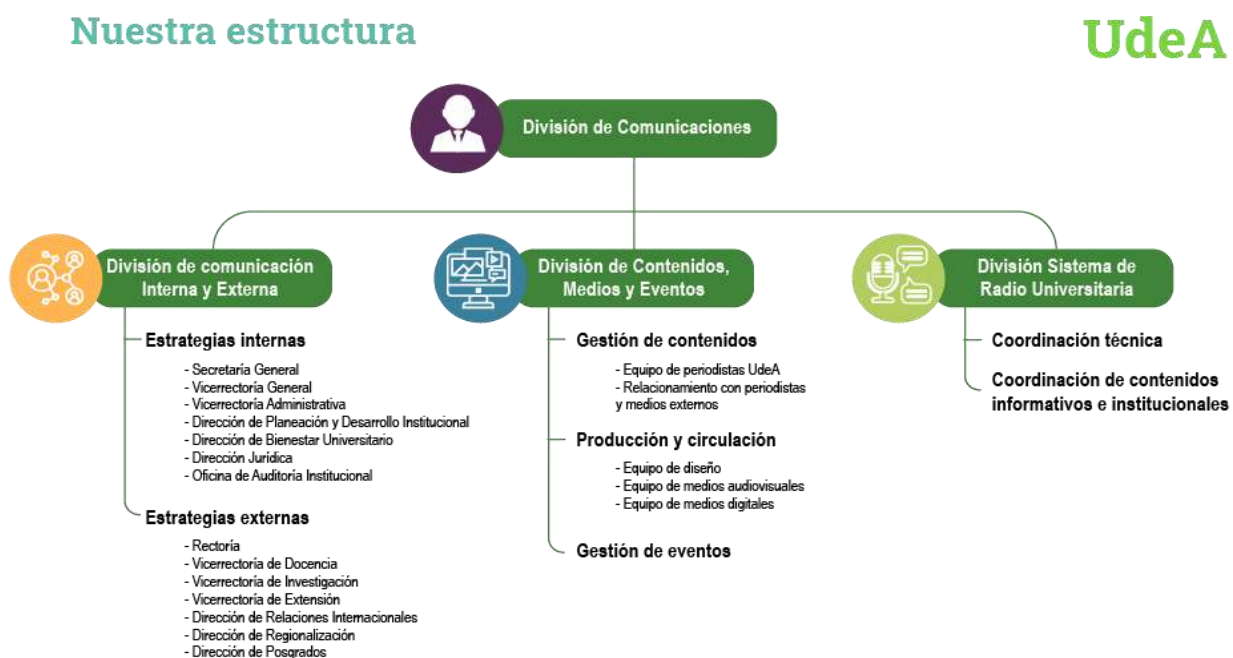 Nuestra estructura
UdeA
División de Comunicaciones
División de comunicación
Interna y Externa
Estrategias internas
- Secretaría General
- Vicerrectoría General
- Vicerrectoría Administrativa
- Dirección de Planeación y Desarrollo Institucional
- Dirección de Bienestar Universitario
- Dirección Jurídica
- Oficina de Auditoría Institucional
Estrategias externas
- Rectoría
- Vicerrectoría de Docencia
- Vicerrectoría de Investigación
- Vicerrectoría de Extensión
- Dirección de Relaciones Internacionales
- Dirección de Regionalización
- Dirección de Posgrados
División de Contenidos,
Medios y Eventos
Gestión de contenidos
- Equipo de periodistas UdeA
- Relacionamiento con periodistas
y medios externos
Producción y circulación
- Equipo de diseño
- Equipo de medios audiovisuales
- Equipo de medios digitales
Gestión de eventos
División Sistema de
Radio Universitaria
Coordinación técnica
Coordinación de contenidos
informativos e institucionales